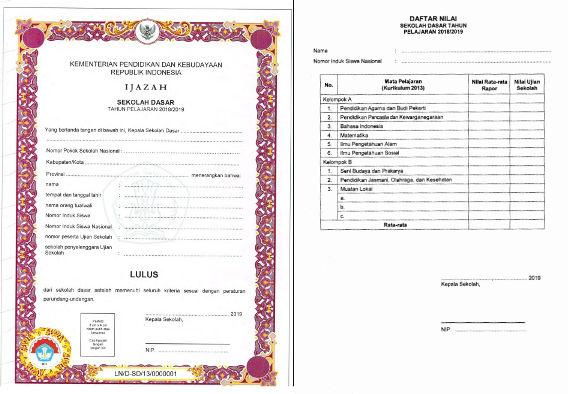 KEMENTERIAN PENDIDIKAN DAN KEBUDAYAAN
REPUBLIK INDONESIA
IJAZAH
SEKOLAH DASAR
TAHUN PELAJARAN 2018/2019
Yang bertanda tangan di bawah ini, Kepala Sekolah Dasar
Nomor Pokok Sekolah Nasional :
Kabupaten/Kota
Provinsi menerangkan bahwa:
nama :
tempat dan tanggal lahir :
nama orang tua/wali :
Nomor Induk Siswa :
Nomor Induk Siswa Nasional :
nomor peserta Ujian Sekolah :
sekolah penyelenggara Ujian
Sekolah :
LULUS
dari sekolah dasar setelah memenuhi seluruh kriteria sesuai dengan peraturan
perundang-undangan.
2019
Kepala Sekolah,
NIP.
LN/D-SD/13/0000001
DAFTAR NILAI
SEKOLAH DASAR TAHUN
PELAJARAN 2018/2019
Nama :
Nomor Induk Siswa Nasional :
No. Mata Pelajaran (Kurikulum 2013) Nilai Rata-rata Rapor Nilai Ujian Sekolah
Kelompok A
1. Pendidikan Agama dan Budi Pekerti
2. Pendidikan Pancasila dan Kewarganegaraan
3. Bahasa Indonesia
4. Matematika
5. Ilmu Pengetahuan Alam
6. Ilmu Pengetahuan Sosial
Kelompok B
1. Seni Budaya dan Prakarya
2. Pendidikan Jasmani, Olahraga, dan Kesehatan
3. Muatan Lokal
a.
b.
c.
Rata-rata
2019
Kepala Sekolah,
NIP.